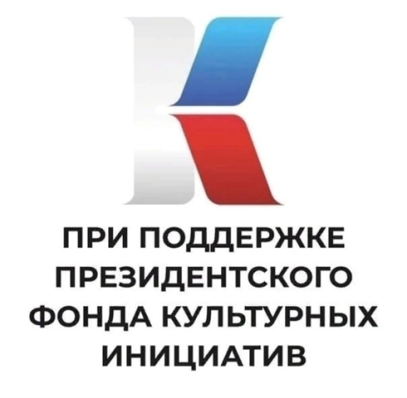 ПРИ ПОДДЕРЖКЕ
ПРЕЗИДЕНТСКОГО
ФОНДА КУЛЬТУРНЫХ
ИНИЦИАТИВ